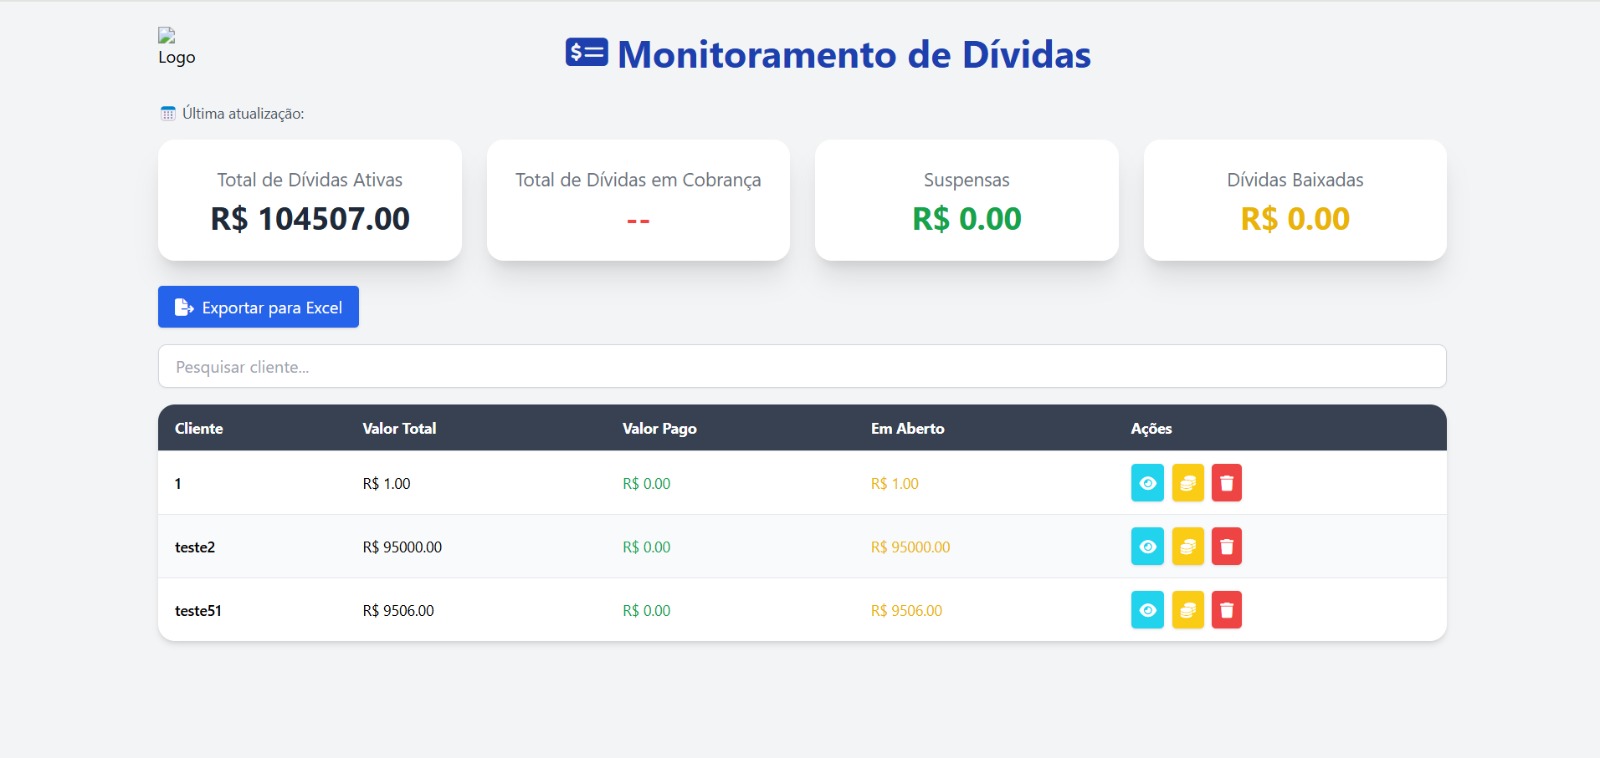 Logo
Monitoramento de Dívidas
Última atualização:
Total de Dívidas Ativas
R$ 104507.00
Total de Dívidas em Cobrança
--
Suspensas
R$ 0.00
Dívidas Baixadas
R$ 0.00
Exportar para Excel
Pesquisar cliente...
Cliente Valor Total Valor Pago Em Aberto Ações
1 R$ 1.00 R$ 0.00 R$ 1.00
teste2 R$ 95000.00 R$ 0.00 R$ 95000.00
teste51 R$ 9506.00 R$ 0.00 R$ 9506.00